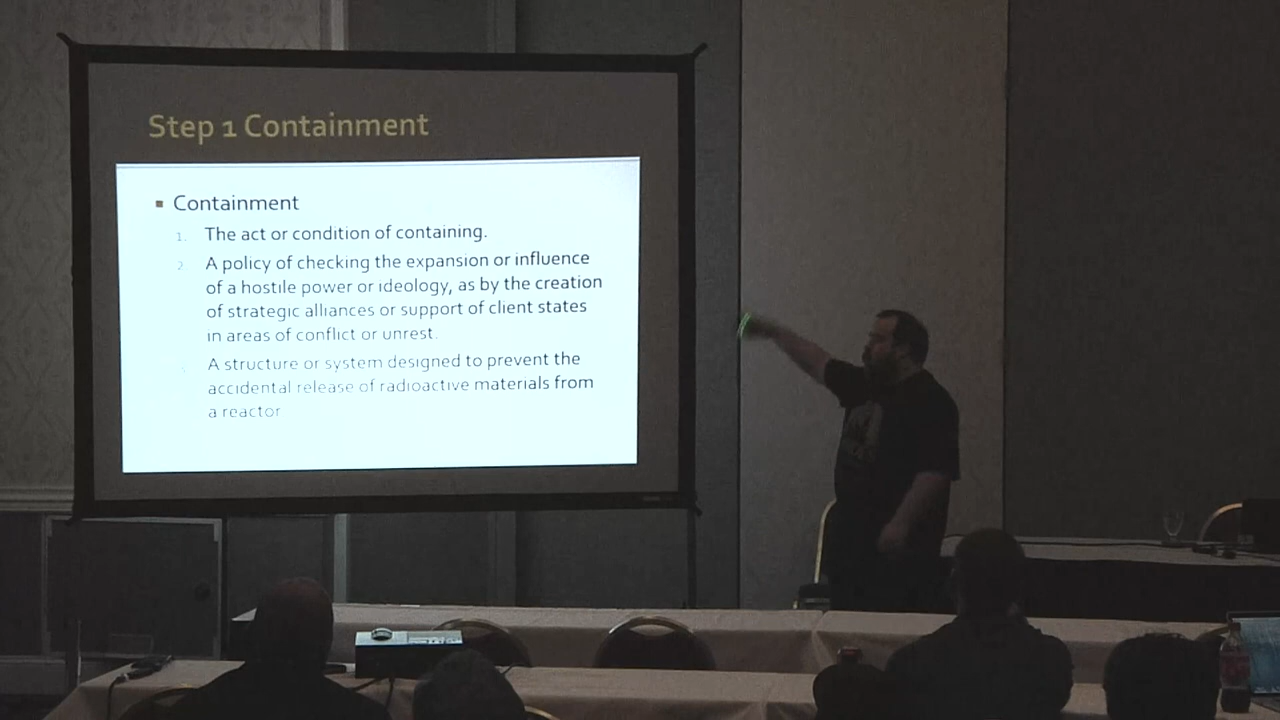 Step 1 Containment
▪ Containment
1. The act or condition of containing.
2. A policy of checking the expansion or influence
of a hostile power or ideology, as by the creation
of strategic alliances or support of client states
in areas of conflict or unrest.
A structure or system designed to prevent the
accidental release of radioactive materials from
a reactor